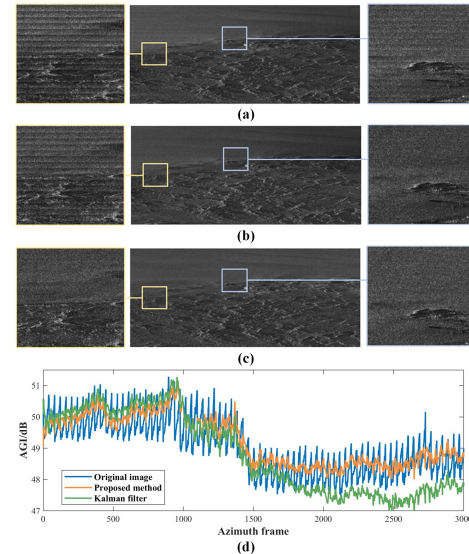 (a)
(b)
(c)
51
50
49
48
47
AGI/dB
Original image
Proposed method
Kalman filter
0 500 1000 1500 2000 2500 3000
Azimuth frame
(d)